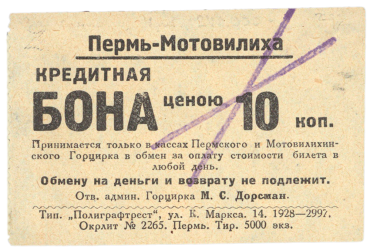 Пермь-Мотовилиха
КРЕДИТНАЯ
БОНА ценою 10 коп.
Принимается только в кассах Пермского и Мотовилихин-
ского Горцирка в обмен за оплату стоимости билета в
любой день.
Обмену на деньги и возврату не подлежит.
Отв. админ. Горцирка М. С. Дорсман.
Тип. „Полиграфтрест", ул. К. Маркса. 14. 1928—2997.
Окрлит № 2265. Пермь. Тир. 5000 экз.